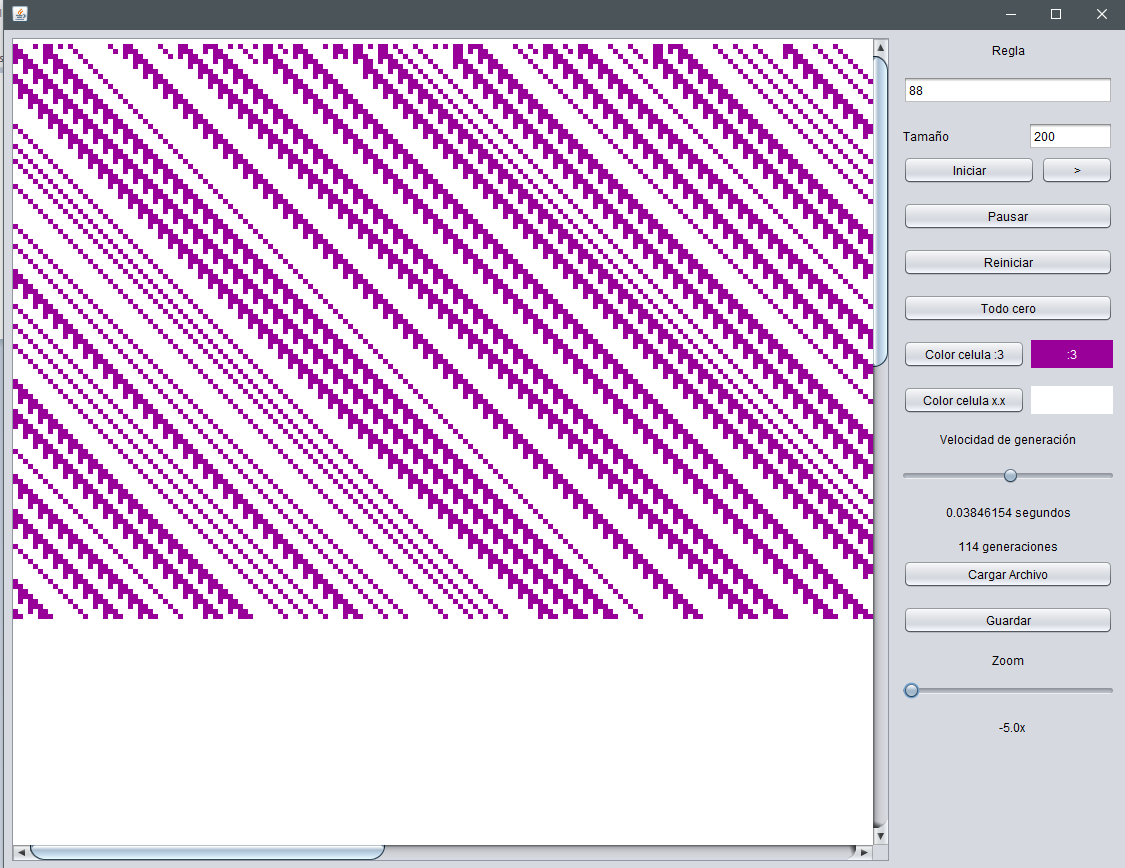 Regla
88
Tamaño 200
Iniciar >
Pausar
Reiniciar
Todo cero
Color celula :3 :3
Color celula x.x
Velocidad de generación
0.03846154 segundos
114 generaciones
Cargar Archivo
Guardar
Zoom
-5.0x